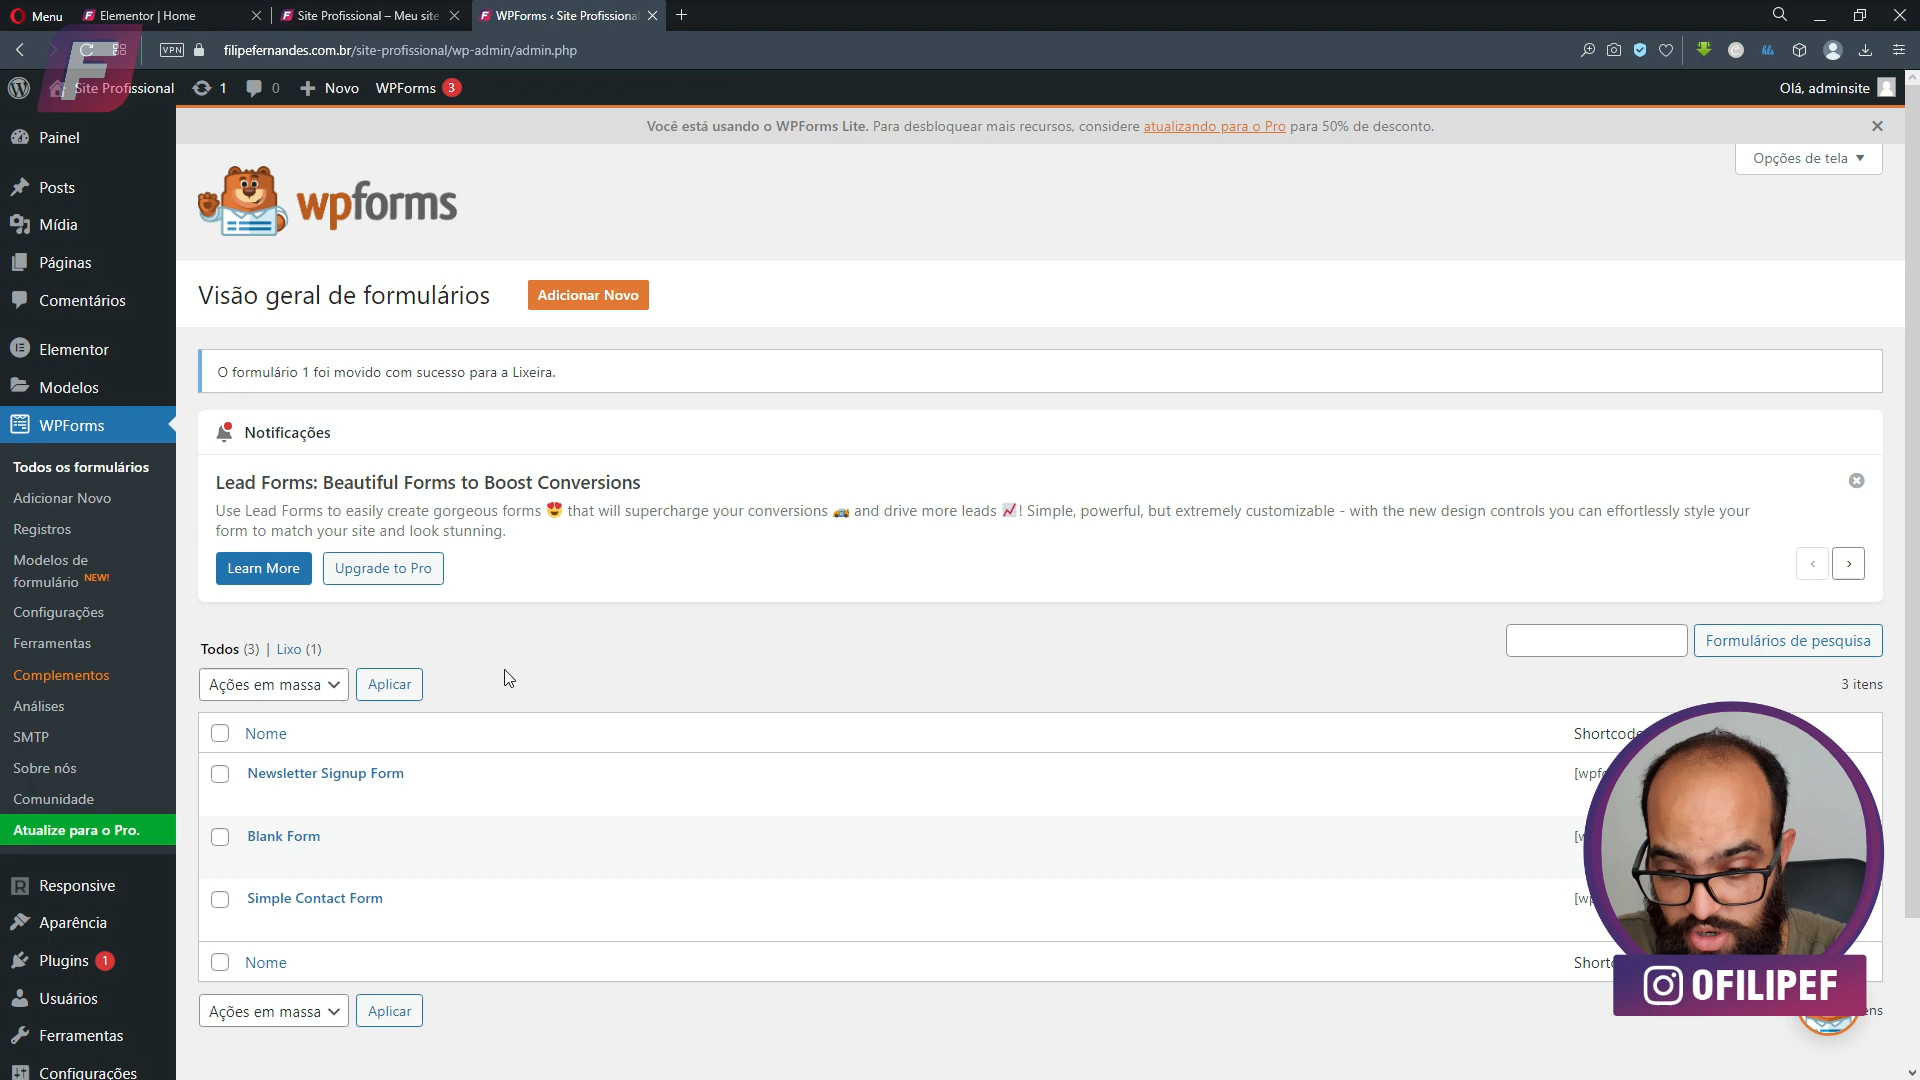 Menu
Elementor | Home
Site Profissional – Meu site
WPForms ‹ Site Profissional
VPN
filipefernandes.com.br/site-profissional/wp-admin/admin.php
Site Profissional
1
0
Novo
WPForms
3
Olá, adminsite
Painel
Posts
Mídia
Páginas
Comentários
Elementor
Modelos
WPForms
Todos os formulários
Adicionar Novo
Registros
Modelos de
formulário NEW!
Configurações
Ferramentas
Complementos
Análises
SMTP
Sobre nós
Comunidade
Atualize para o Pro.
Responsive
Aparência
Plugins 1
Usuários
Ferramentas
Configurações
Você está usando o WPForms Lite. Para desbloquear mais recursos, considere atualizando para o Pro para 50% de desconto.
Opções de tela
wpforms
Visão geral de formulários
Adicionar Novo
O formulário 1 foi movido com sucesso para a Lixeira.
Notificações
Lead Forms: Beautiful Forms to Boost Conversions
Use Lead Forms to easily create gorgeous forms 😍 that will supercharge your conversions 🚙 and drive more leads 📈! Simple, powerful, but extremely customizable - with the new design controls you can effortlessly style your
form to match your site and look stunning.
Learn More
Upgrade to Pro
Todos (3) | Lixo (1)
Formulários de pesquisa
Ações em massa
Aplicar
3 itens
Nome
Shortcode
Newsletter Signup Form
Blank Form
Simple Contact Form
Nome
Ações em massa
Aplicar
OFILIPEF